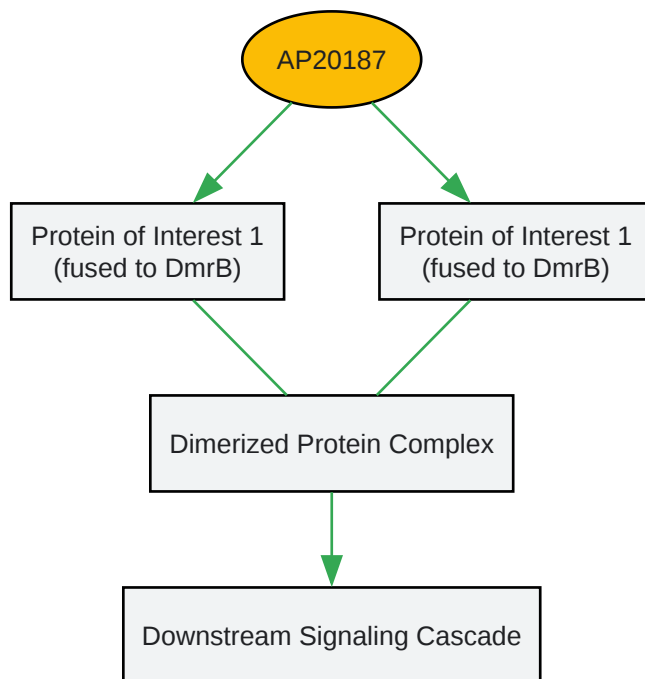 AP20187
Protein of Interest 1
(fused to DmrB)
Protein of Interest 1
(fused to DmrB)
Dimerized Protein Complex
Downstream Signaling Cascade